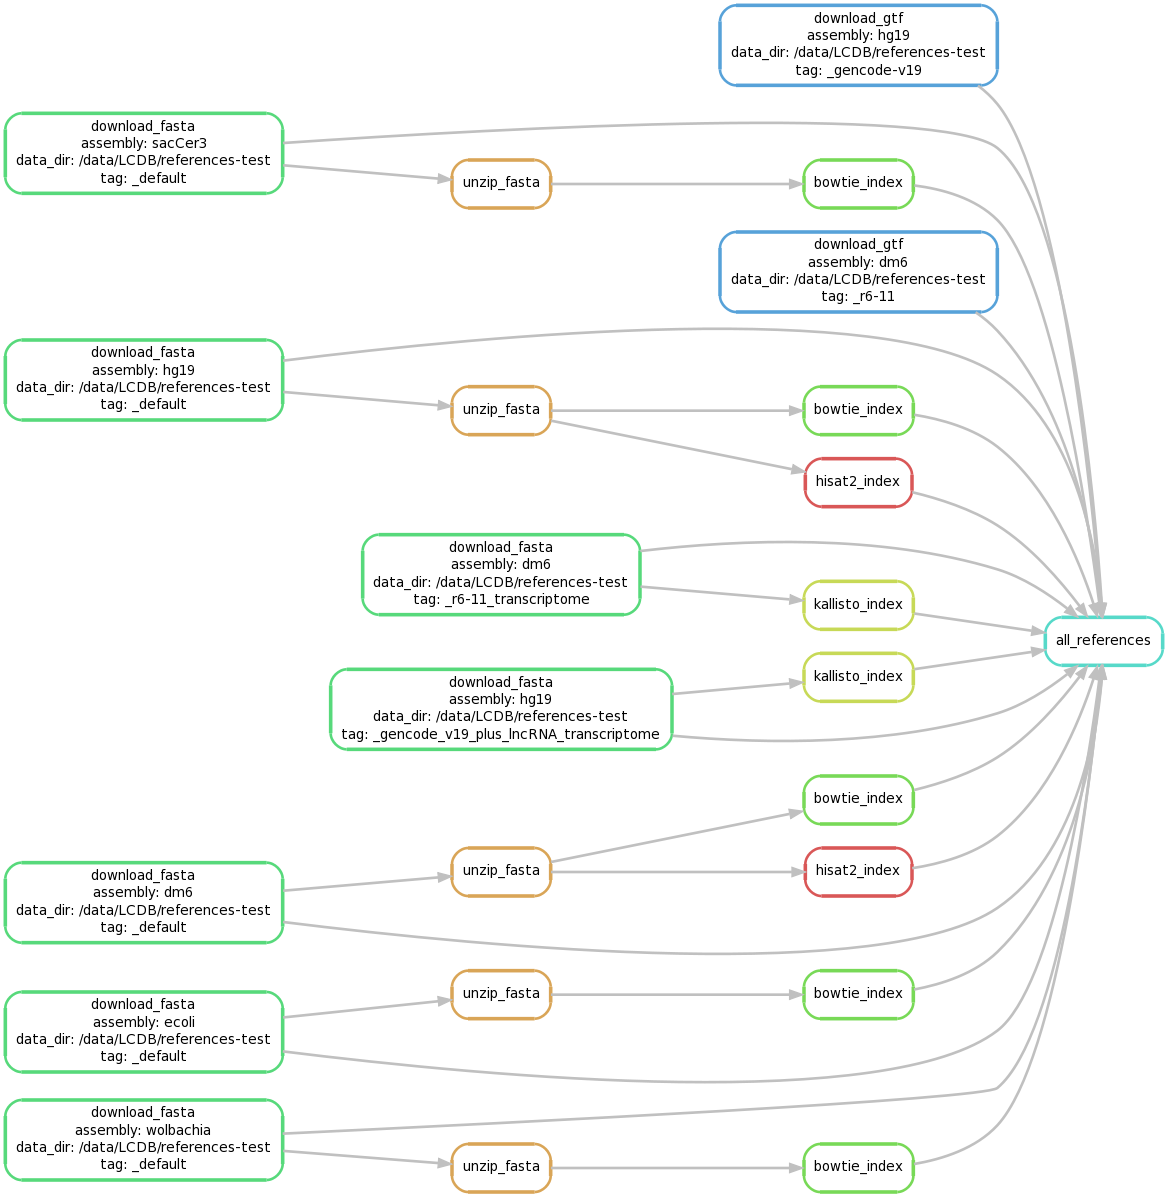 download_gtf
assembly: hg19
data_dir: /data/LCDB/references-test
tag: _gencode-v19
download_fasta
assembly: sacCer3
data_dir: /data/LCDB/references-test
tag: _default
unzip_fasta
bowtie_index
download_gtf
assembly: dm6
data_dir: /data/LCDB/references-test
tag: _r6-11
download_fasta
assembly: hg19
data_dir: /data/LCDB/references-test
tag: _default
unzip_fasta
bowtie_index
hisat2_index
download_fasta
assembly: dm6
data_dir: /data/LCDB/references-test
tag: _r6-11_transcriptome
kallisto_index
all_references
kallisto_index
download_fasta
assembly: hg19
data_dir: /data/LCDB/references-test
tag: _gencode_v19_plus_lncRNA_transcriptome
bowtie_index
download_fasta
assembly: dm6
data_dir: /data/LCDB/references-test
tag: _default
unzip_fasta
hisat2_index
download_fasta
assembly: ecoli
data_dir: /data/LCDB/references-test
tag: _default
unzip_fasta
bowtie_index
download_fasta
assembly: wolbachia
data_dir: /data/LCDB/references-test
tag: _default
unzip_fasta
bowtie_index